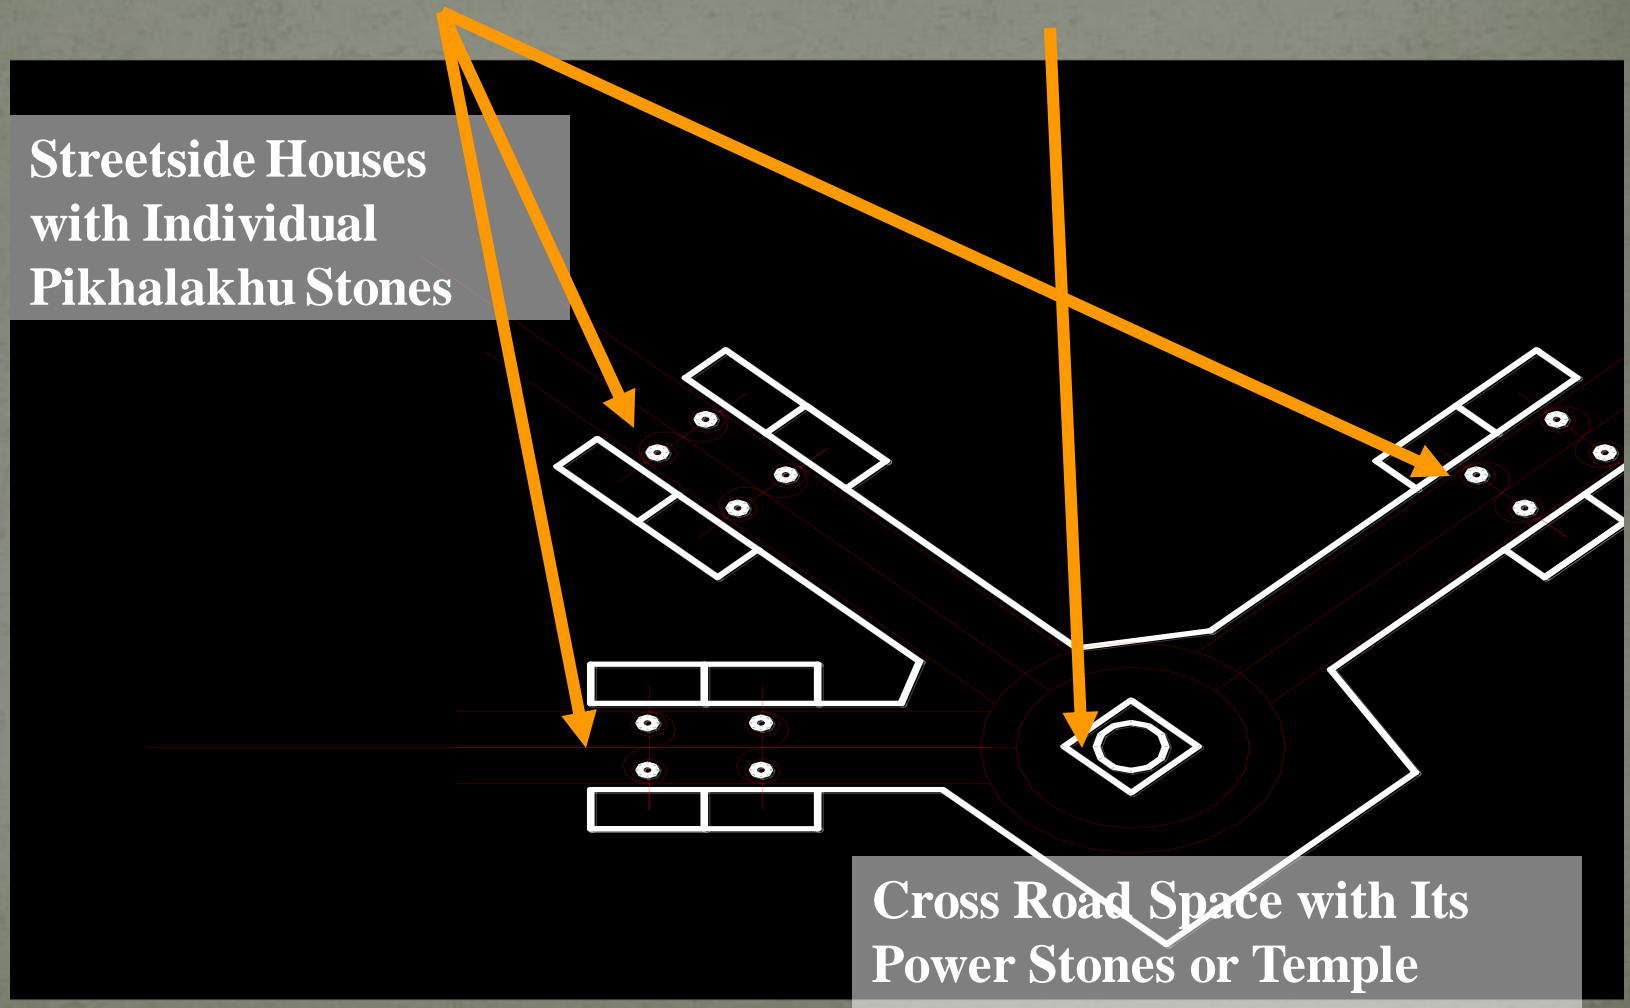 Streetside Houses
with Individual
Pikhalakhu Stones
Cross Road Space with Its
Power Stones or Temple